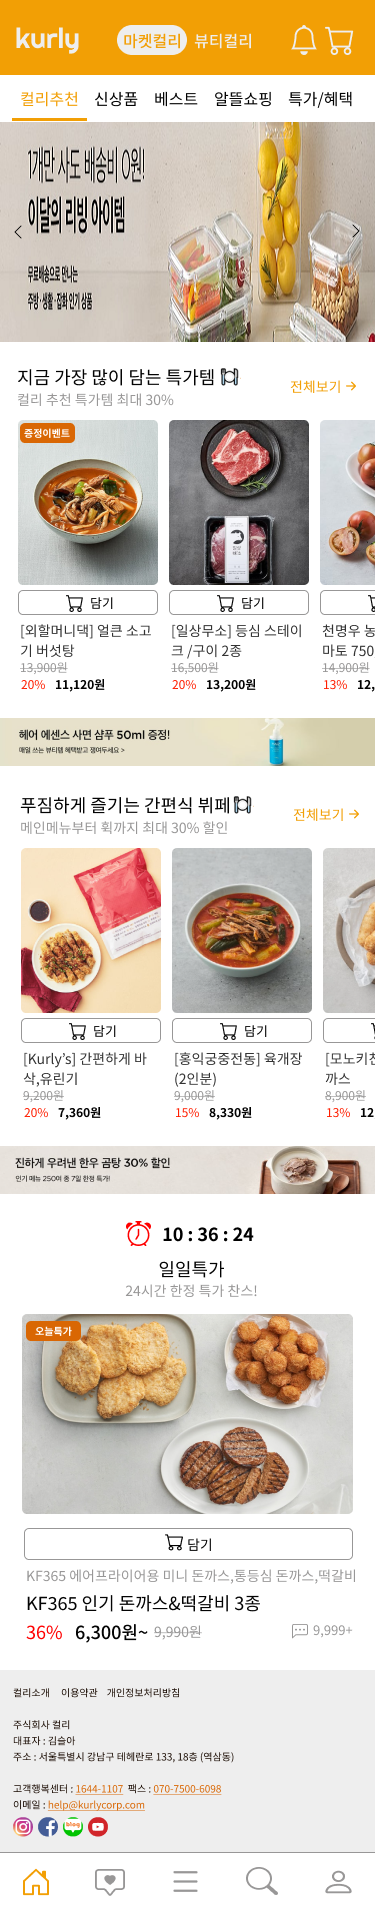 kurly 마켓컬리 뷰티컬리
컬리추천 신상품 베스트 알뜰쇼핑 특가/혜택
1개만 사도 배송비 0원!
이달의 리빙 아이템
무료배송으로 만나는
주방·생활·잡화 인기 상품
지금 가장 많이 담는 특가템
컬리 추천 특가템 최대 30%
전체보기 →
증정이벤트
담기 담기
[외할머니댁] 얼큰 소고
기 버섯탕
13,900원
20% 11,120원
[일상무소] 등심 스테이
크 /구이 2종
16,500원
20% 13,200원
천명우 농
마토 750
14,900원
13% 12,
헤어 에센스 사면 샴푸 50ml 증정!
매일 쓰는 뷰티템 혜택받고 쟁여두세요 >
푸짐하게 즐기는 간편식 뷔페
메인메뉴부터 휙까지 최대 30% 할인
전체보기 →
담기 담기
[Kurly’s] 간편하게 바
삭,유린기
9,200원
20% 7,360원
[홍익궁중전통] 육개장
(2인분)
9,000원
15% 8,330원
[모노키친
까스
8,900원
13% 12
진하게 우려낸 한우 곰탕 30% 할인
인기 메뉴 250여 종 7일 한정 특가!
10 : 36 : 24
일일특가
24시간 한정 특가 찬스!
오늘특가
담기
KF365 에어프라이어용 미니 돈까스,통등심 돈까스,떡갈비
KF365 인기 돈까스&떡갈비 3종
36% 6,300원~ 9,990원 9,999+
컬리소개 이용약관 개인정보처리방침
주식회사 컬리
대표자 : 김슬아
주소 : 서울특별시 강남구 테헤란로 133, 18층 (역삼동)
고객행복센터 : 1644-1107 팩스 : 070-7500-6098
이메일 : help@kurlycorp.com
blog